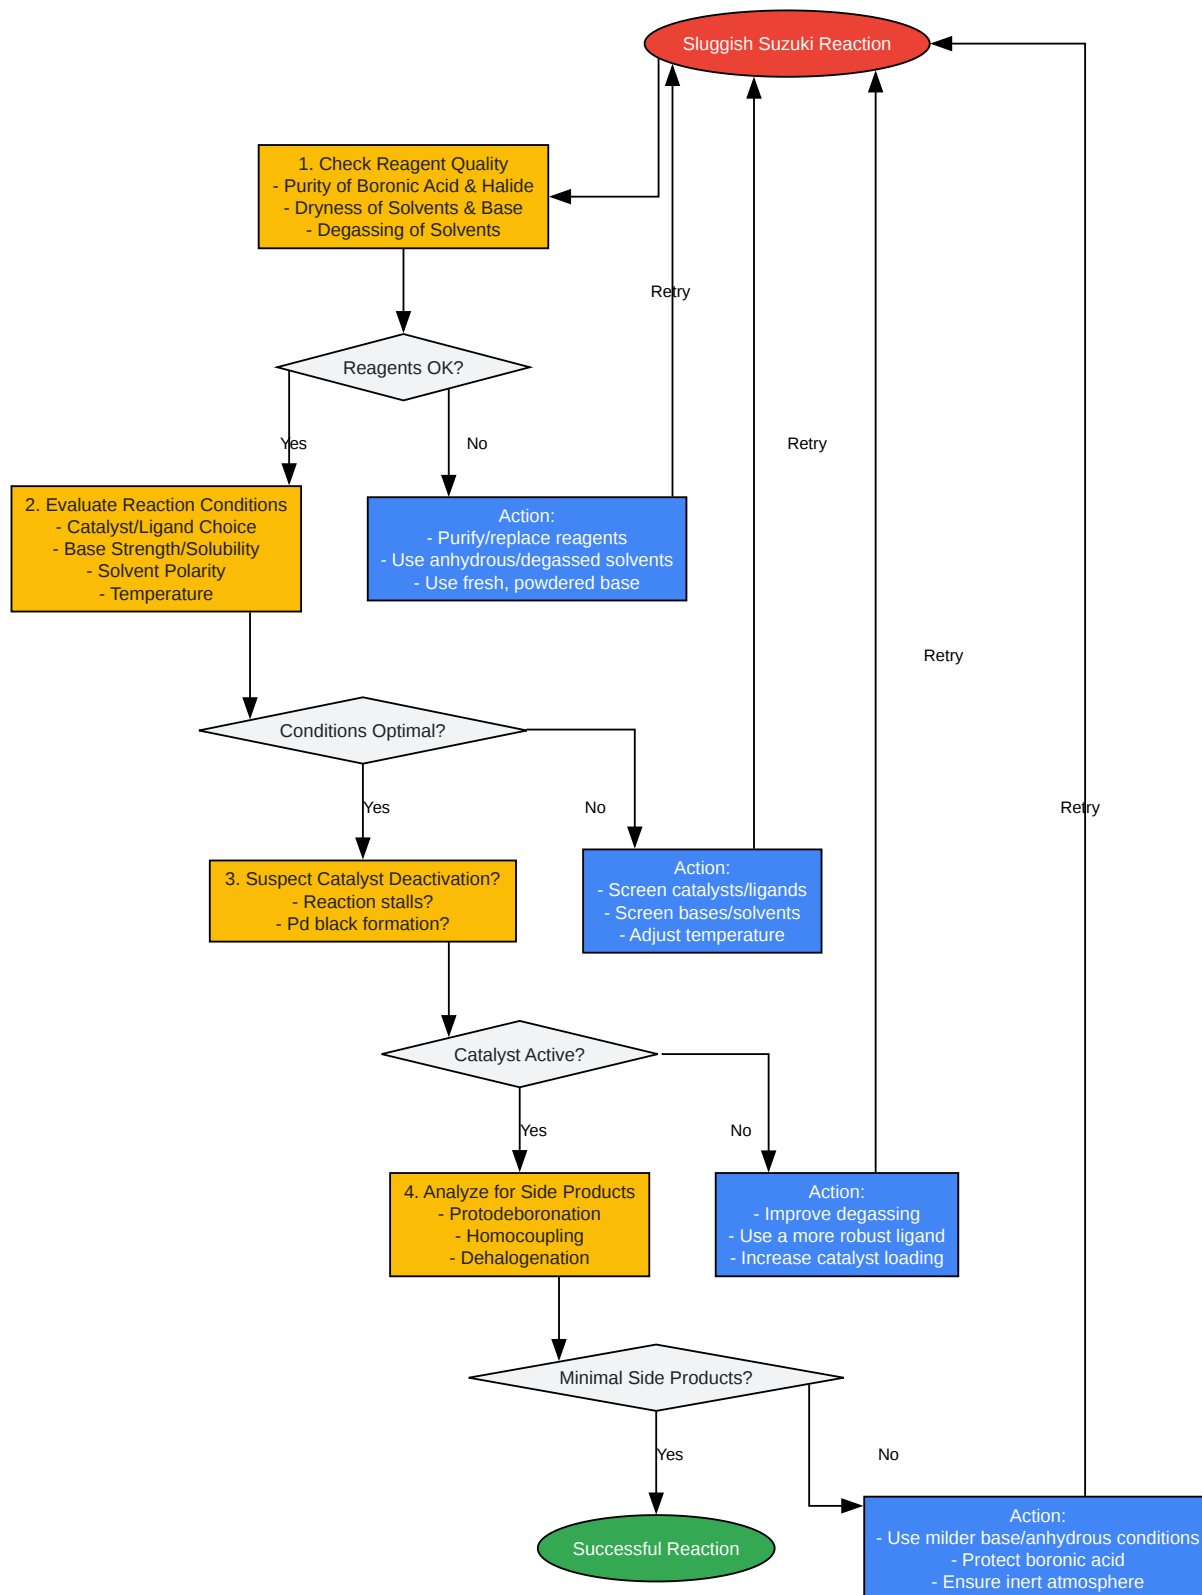 Sluggish Suzuki Reaction
1. Check Reagent Quality
- Purity of Boronic Acid & Halide
- Dryness of Solvents & Base
- Degassing of Solvents
Retry
Reagents OK?
Yes
No
Retry
2. Evaluate Reaction Conditions
- Catalyst/Ligand Choice
- Base Strength/Solubility
- Solvent Polarity
- Temperature
Action:
- Purify/replace reagents
- Use anhydrous/degassed solvents
- Use fresh, powdered base
Retry
Conditions Optimal?
Yes
No
Retry
3. Suspect Catalyst Deactivation?
- Reaction stalls?
- Pd black formation?
Action:
- Screen catalysts/ligands
- Screen bases/solvents
- Adjust temperature
Catalyst Active?
Yes
No
4. Analyze for Side Products
- Protodeboronation
- Homocoupling
- Dehalogenation
Action:
- Improve degassing
- Use a more robust ligand
- Increase catalyst loading
Minimal Side Products?
Yes
No
Successful Reaction
Action:
- Use milder base/anhydrous conditions
- Protect boronic acid
- Ensure inert atmosphere